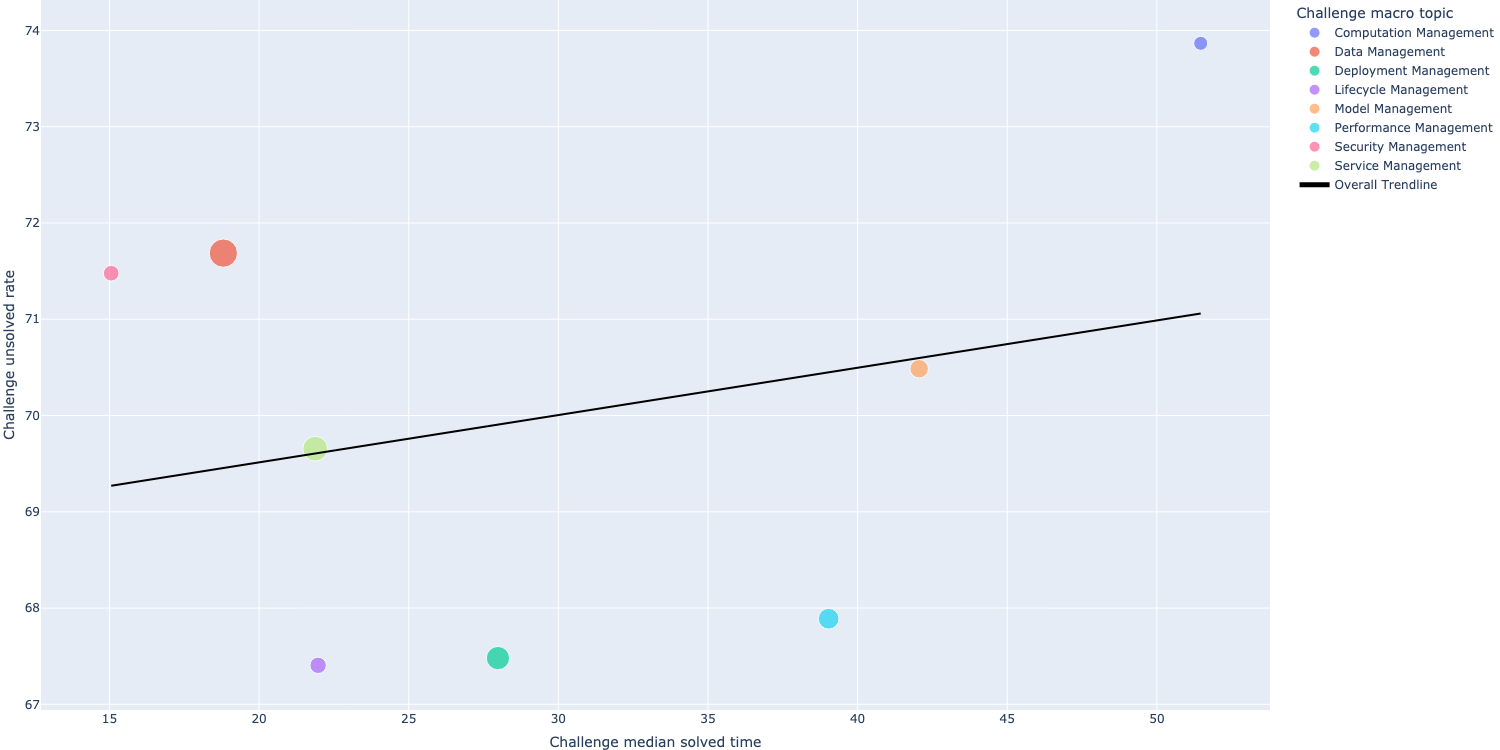 Challenge unsolved rate
74
73
72
71
70
69
68
67
15 20 25 30 35 40 45 50
Challenge median solved time
Challenge macro topic
Computation Management
Data Management
Deployment Management
Lifecycle Management
Model Management
Performance Management
Security Management
Service Management
Overall Trendline